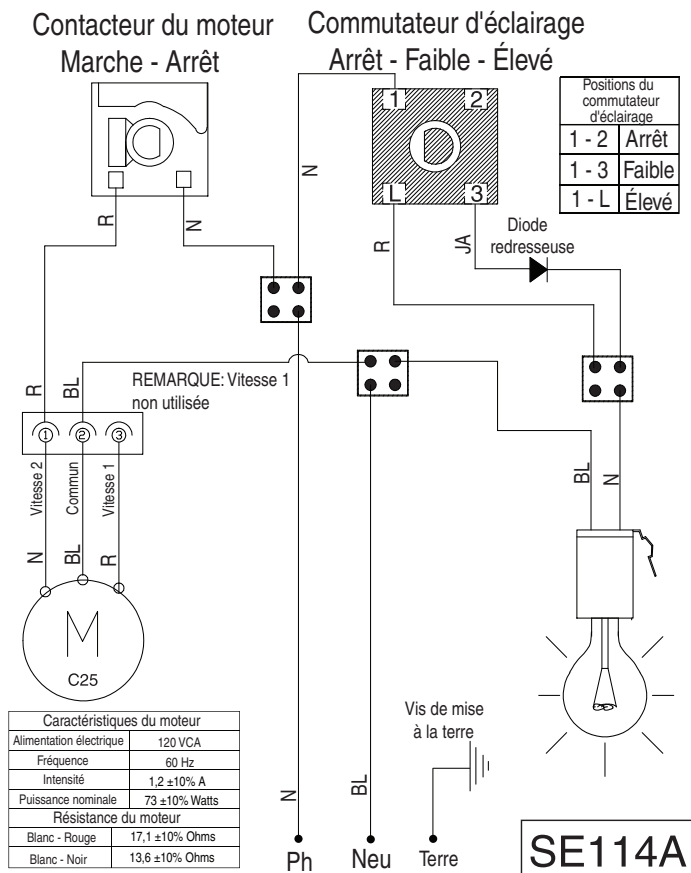 Contacteur du moteur
Marche - Arrêt
Commutateur d'éclairage
Arrêt - Faible - Élevé
1
2
L
3
Positions du
commutateur
d'éclairage
1 - 2 Arrêt
1 - 3 Faible
1 - L Élevé
R
N
N
R
JA
Diode
redresseuse
R
BL
REMARQUE: Vitesse 1
non utilisée
1
2
3
Vitesse 2
Commun
Vitesse 1
N
BL
R
BL
N
M
C25
Caractéristiques du moteur
Alimentation électrique 120 VCA
Fréquence 60 Hz
Intensité 1,2 ±10% A
Puissance nominale 73 ±10% Watts
Résistance du moteur
Blanc - Rouge 17,1 ±10% Ohms
Blanc - Noir 13,6 ±10% Ohms
Vis de mise
à la terre
N
BL
Ph
Neu
Terre
SE114A